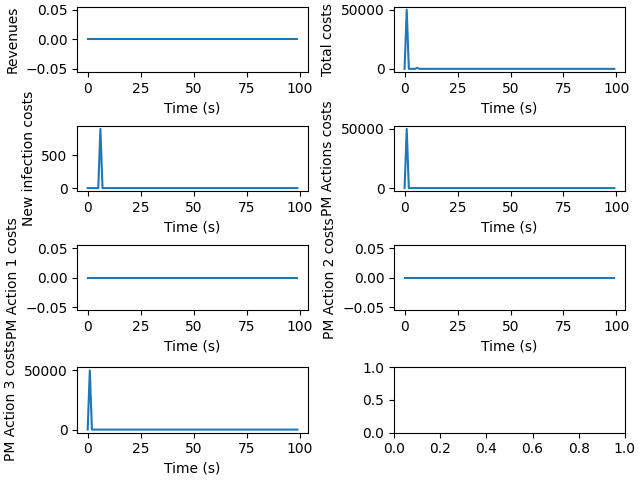 Revenues
0.05
0.00
−0.05
0 25 50 75 100
Time (s)
Total costs
50000
0
0 25 50 75 100
Time (s)
New infection costs
500
0
0 25 50 75 100
Time (s)
PM Actions costs
50000
0
0 25 50 75 100
Time (s)
PM Action 1 costs
0.05
0.00
−0.05
0 25 50 75 100
Time (s)
PM Action 2 costs
0.05
0.00
−0.05
0 25 50 75 100
Time (s)
PM Action 3 costs
50000
0
0 25 50 75 100
Time (s)
1.0
0.5
0.0
0.0 0.2 0.4 0.6 0.8 1.0